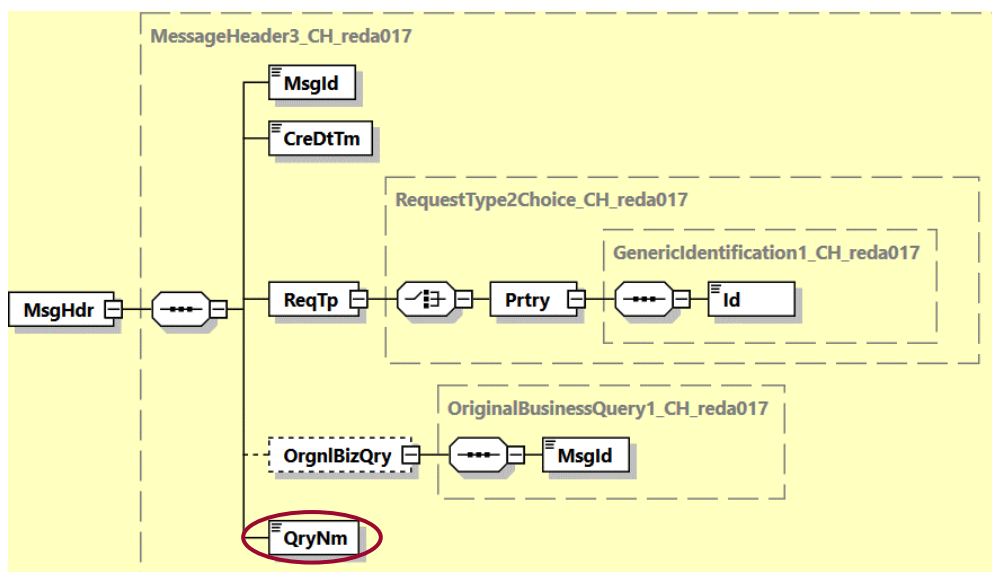 MessageHeader3_CH_reda017
MsgId
CreDtTm
RequestType2Choice_CH_reda017
GenericIdentification1_CH_reda017
MsgHdr
ReqTp
Prtry
Id
OriginalBusinessQuery1_CH_reda017
OrgnlBizQry
MsgId
QryNm